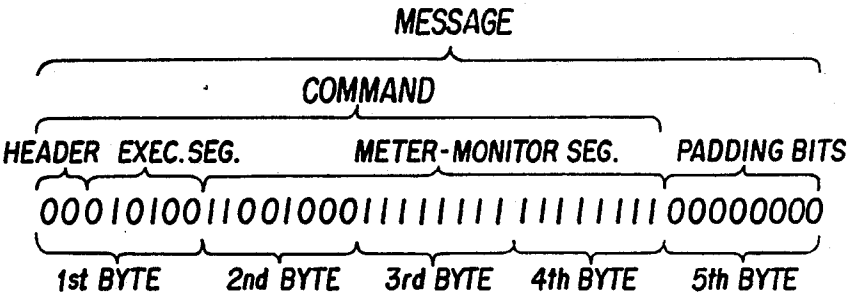 MESSAGE
COMMAND
HEADER EXEC. SEG. METER-MONITOR SEG. PADDING BITS
0001010011001000111111111111111100000000
1st BYTE 2nd BYTE 3rd BYTE 4th BYTE 5th BYTE